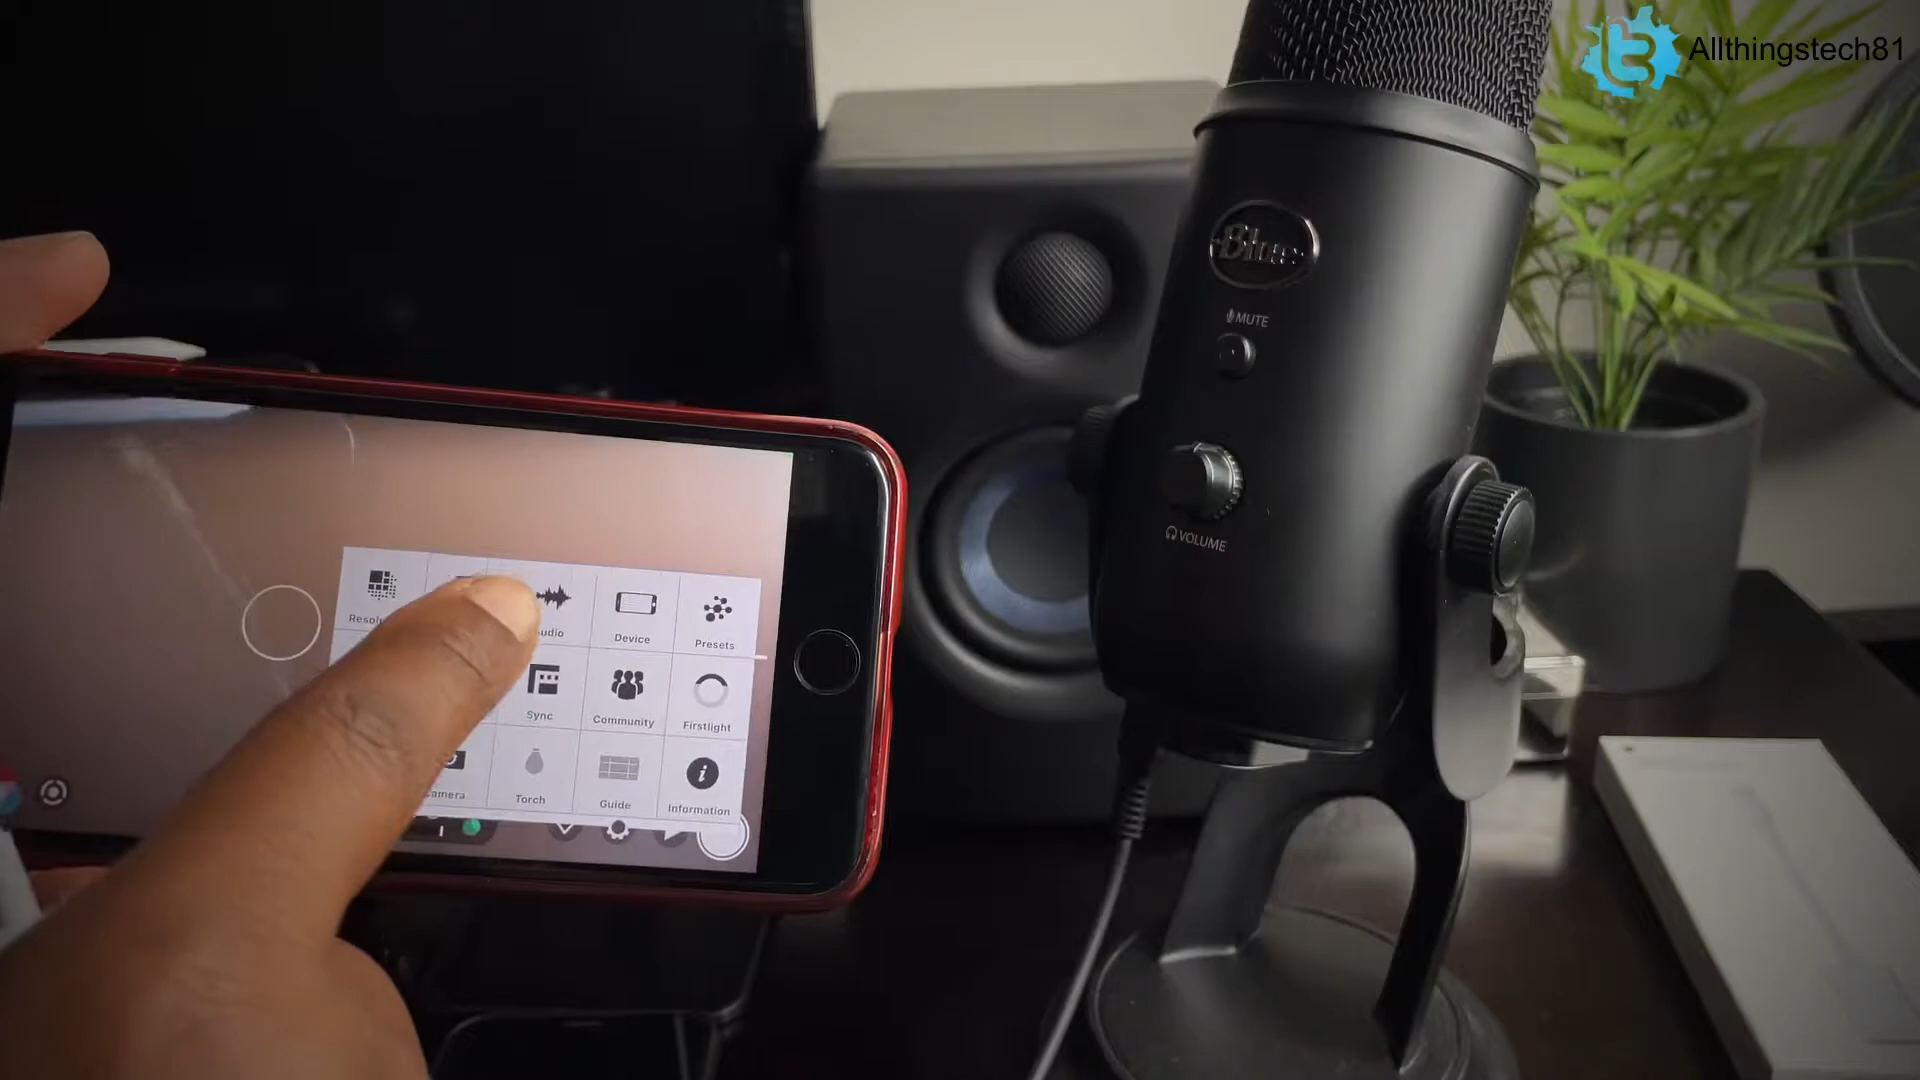 Allthingstech81
Blue
MUTE
VOLUME
Device
Presets
Sync
Community
Firstlight
Torch
Guide
Information